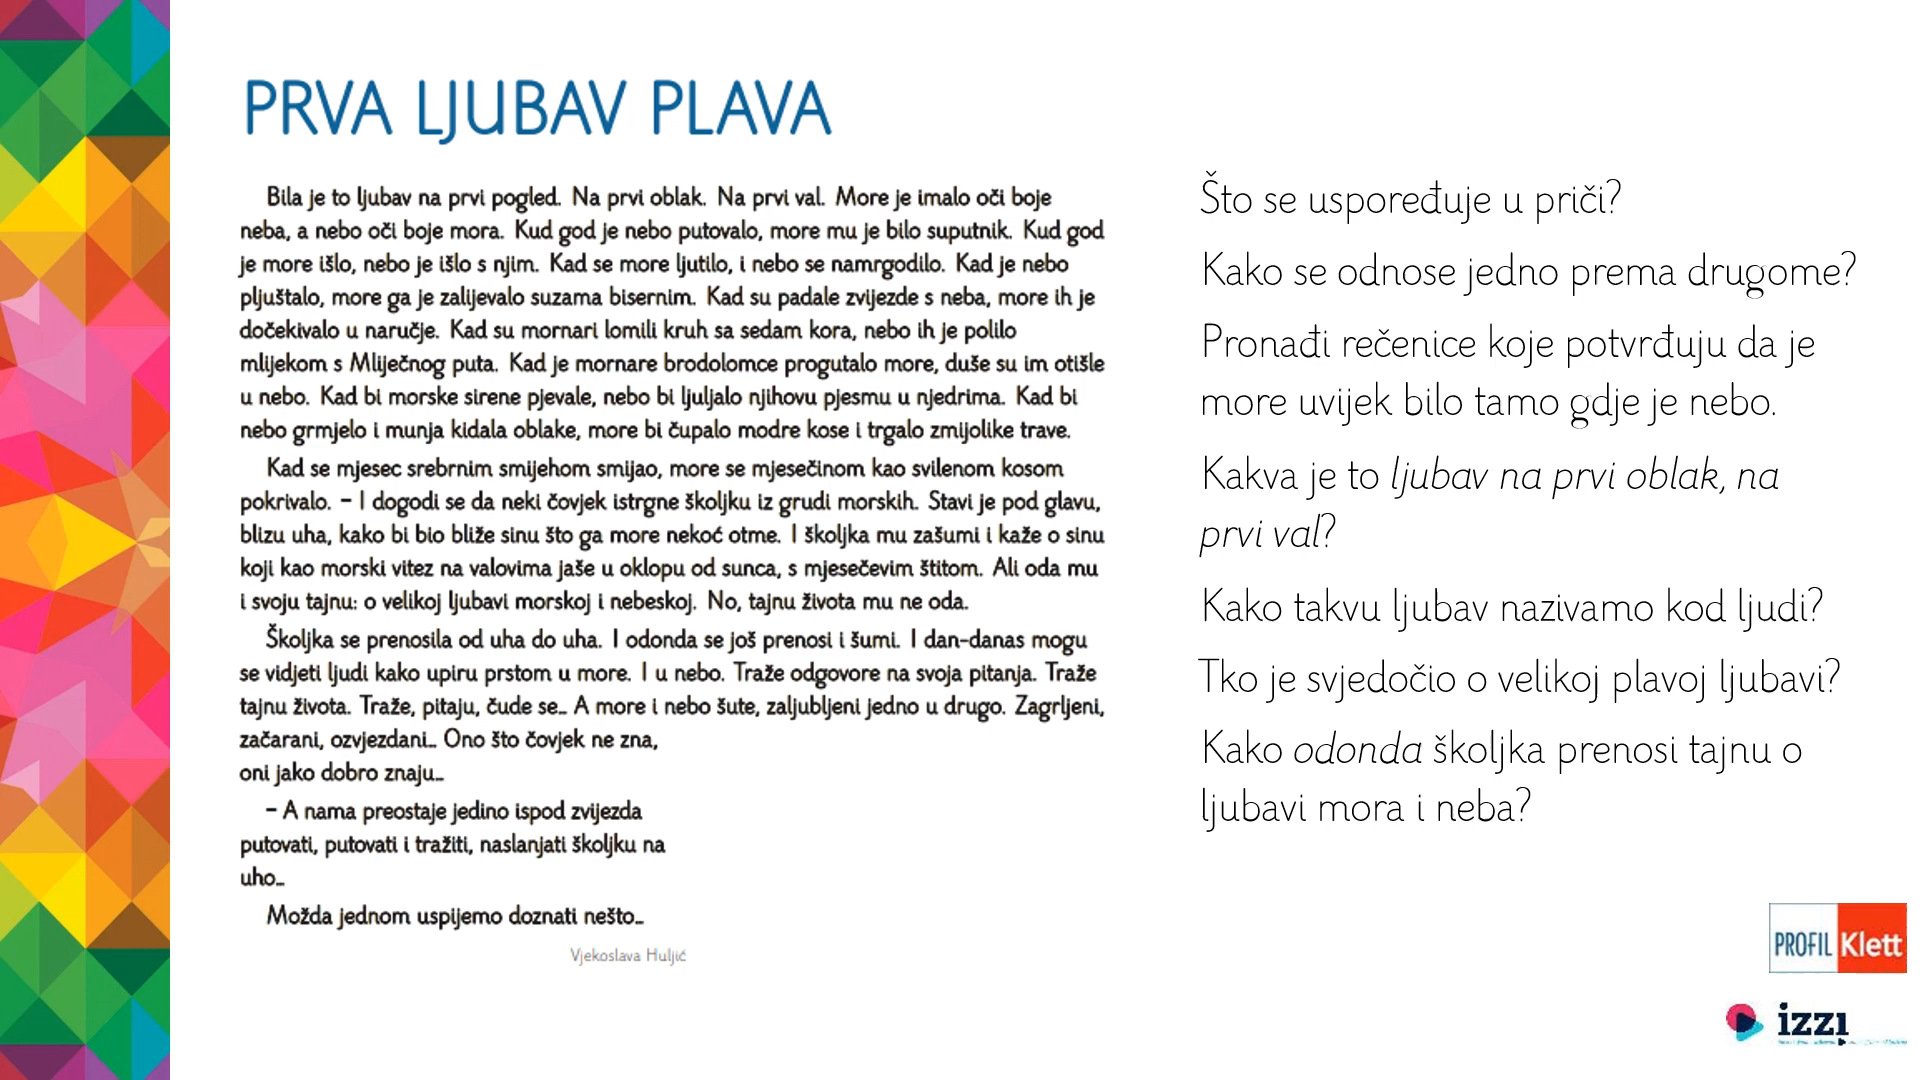 PRVA LJUBAV PLAVA
Bila je to ljubav na prvi pogled. Na prvi oblak. Na prvi val. More je imalo oči boje
neba, a nebo oči boje mora. Kud god je nebo putovalo, more mu je bilo suputnik. Kud god
je more išlo, nebo je išlo s njim. Kad se more ljutilo, i nebo se namrgodilo. Kad je nebo
pljuštalo, more ga je zalijevalo suzama bisernim. Kad su padale zvijezde s neba, more ih je
dočekivalo u naručje. Kad su mornari lomili kruh sa sedam kora, nebo ih je polilo
mlijekom s Mliječnog puta. Kad je mornare brodolomce progutalo more, duše su im otišle
u nebo. Kad bi morske sirene pjevale, nebo bi ljuljalo njihovu pjesmu u njedrima. Kad bi
nebo grmjelo i munja kidala oblake, more bi čupalo modre kose i trgalo zmijolike trave.
Kad se mjesec srebrnim smijehom smijao, more se mjesečinom kao svilenom kosom
pokrivalo. – I dogodi se da neki čovjek istrgne školjku iz grudi morskih. Stavi je pod glavu,
blizu uha, kako bi bio bliže sinu što ga more nekoć otme. I školjka mu zašumi i kaže o sinu
koji kao morski vitez na valovima jaše u oklopu od sunca, s mjesečevim štitom. Ali oda mu
i svoju tajnu: o velikoj ljubavi morskoj i nebeskoj. No, tajnu života mu ne oda.
Školjka se prenosila od uha do uha. I odonda se još prenosi i šumi. I dan-danas mogu
se vidjeti ljudi kako upiru prstom u more. I u nebo. Traže odgovore na svoja pitanja. Traže
tajnu života. Traže, pitaju, čude se... A more i nebo šute, zaljubljeni jedno u drugo. Zagrljeni,
začarani, ozvjezdani... Ono što čovjek ne zna,
oni jako dobro znaju...
– A nama preostaje jedino ispod zvijezda
putovati, putovati i tražiti, naslanjati školjku na
uho...
Možda jednom uspijemo doznati nešto...
Vjekoslava Huljić
Što se uspoređuje u priči?
Kako se odnose jedno prema drugome?
Pronađi rečenice koje potvrđuju da je
more uvijek bilo tamo gdje je nebo.
Kakva je to ljubav na prvi oblak, na
prvi val?
Kako takvu ljubav nazivamo kod ljudi?
Tko je svjedočio o velikoj plavoj ljubavi?
Kako odonda školjka prenosi tajnu o
ljubavi mora i neba?
PROFIL Klett
izzi